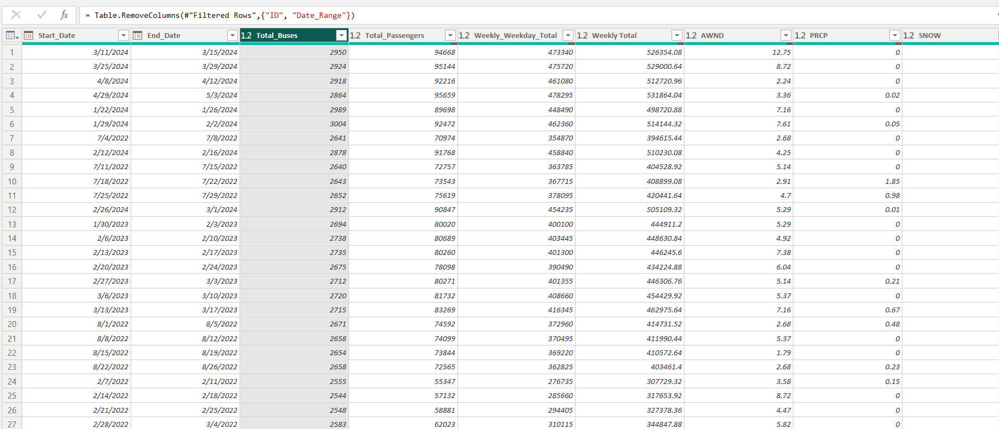 fx = Table.RemoveColumns(#"Filtered Rows",{"ID", "Date_Range"})
Start_Date End_Date 1.2 Total_Buses 1.2 Total_Passengers 1.2 Weekly_Weekday_Total 1.2 Weekly Total 1.2 AWND 1.2 PRCP 1.2 SNOW
1 3/11/2024 3/15/2024 2950 94668 473340 526354.08 12.75 0
2 3/25/2024 3/29/2024 2924 95144 475720 529000.64 8.72 0
3 4/8/2024 4/12/2024 2918 92216 461080 512720.96 2.24 0
4 4/29/2024 5/3/2024 2864 95659 478295 531864.04 3.36 0.02
5 1/22/2024 1/26/2024 2989 89698 448490 498720.88 7.16 0
6 1/29/2024 2/2/2024 3004 92472 462360 514144.32 7.61 0.05
7 7/4/2022 7/8/2022 2641 70974 354870 394615.44 2.68 0
8 2/12/2024 2/16/2024 2878 91768 458840 510230.08 4.25 0
9 7/11/2022 7/15/2022 2640 72757 363785 404528.92 5.14 0
10 7/18/2022 7/22/2022 2643 73543 367715 408899.08 2.91 1.85
11 7/25/2022 7/29/2022 2652 75619 378095 420441.64 4.7 0.98
12 2/26/2024 3/1/2024 2912 90847 454235 505109.32 5.29 0.01
13 1/30/2023 2/3/2023 2694 80020 400100 444911.2 5.29 0
14 2/6/2023 2/10/2023 2738 80689 403445 448630.84 4.92 0
15 2/13/2023 2/17/2023 2735 80260 401300 446245.6 7.38 0
16 2/20/2023 2/24/2023 2675 78098 390490 434224.88 6.04 0
17 2/27/2023 3/3/2023 2712 80271 401355 446306.76 5.14 0.21
18 3/6/2023 3/10/2023 2720 81732 408660 454429.92 5.37 0
19 3/13/2023 3/17/2023 2715 83269 416345 462975.64 7.16 0.67
20 8/1/2022 8/5/2022 2671 74592 372960 414731.52 2.68 0.48
21 8/8/2022 8/12/2022 2658 74099 370495 411990.44 5.37 0
22 8/15/2022 8/19/2022 2654 73844 369220 410572.64 1.79 0
23 8/22/2022 8/26/2022 2658 72565 362825 403461.4 2.68 0.23
24 2/7/2022 2/11/2022 2555 55347 276735 307729.32 3.58 0.15
25 2/14/2022 2/18/2022 2544 57132 285660 317653.92 8.72 0
26 2/21/2022 2/25/2022 2548 58881 294405 327378.36 4.47 0
27 2/28/2022 3/4/2022 2583 62023 310115 344847.88 5.82 0